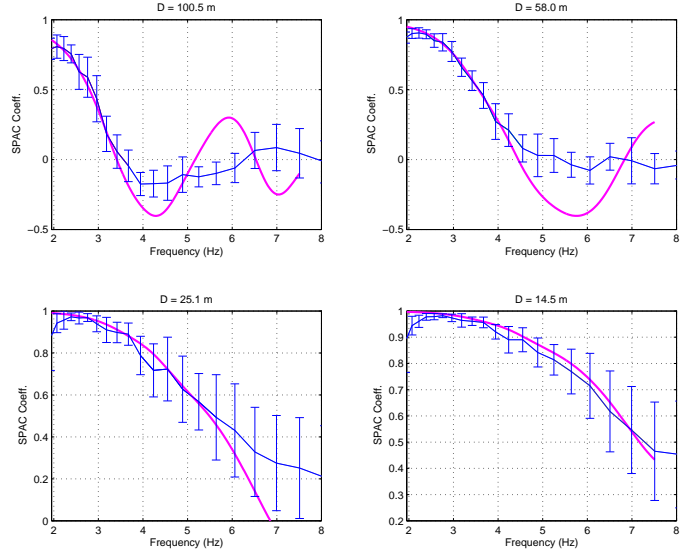 D = 100.5 m
1
0.5
0
−0.5
SPAC Coeff.
2 3 4 5 6 7 8
Frequency (Hz)
D = 58.0 m
1
0.5
0
−0.5
SPAC Coeff.
2 3 4 5 6 7 8
Frequency (Hz)
D = 25.1 m
1
0.8
0.6
0.4
0.2
0
SPAC Coeff.
2 3 4 5 6 7 8
Frequency (Hz)
D = 14.5 m
1
0.9
0.8
0.7
0.6
0.5
0.4
0.3
0.2
SPAC Coeff.
2 3 4 5 6 7 8
Frequency (Hz)